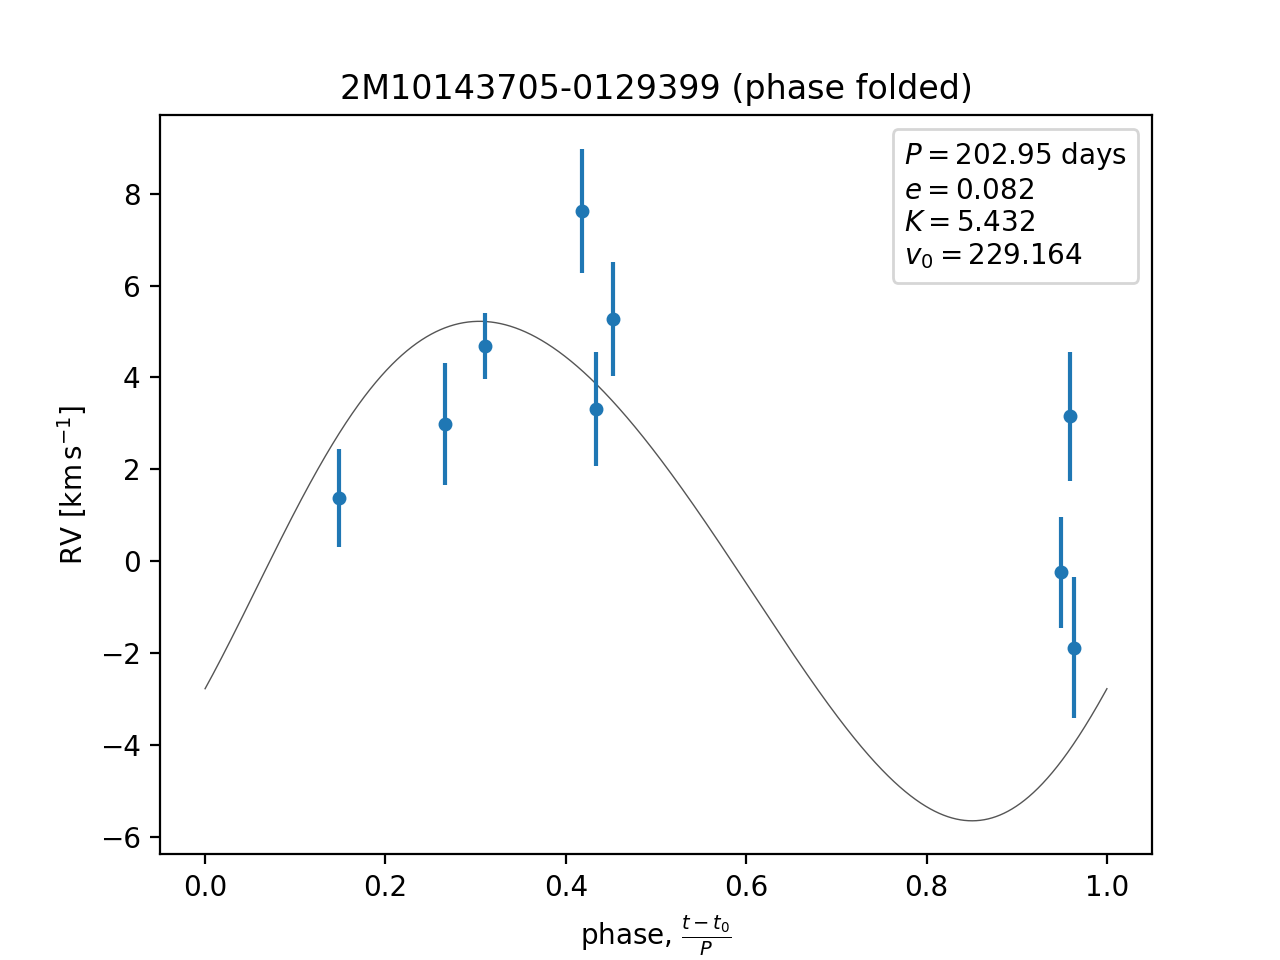 2M10143705-0129399 (phase folded)
P = 202.95 days
e = 0.082
K = 5.432
v₀ = 229.164
RV [km s⁻¹]
8
6
4
2
0
−2
−4
−6
0.0 0.2 0.4 0.6 0.8 1.0
phase, (t − t₀)/P